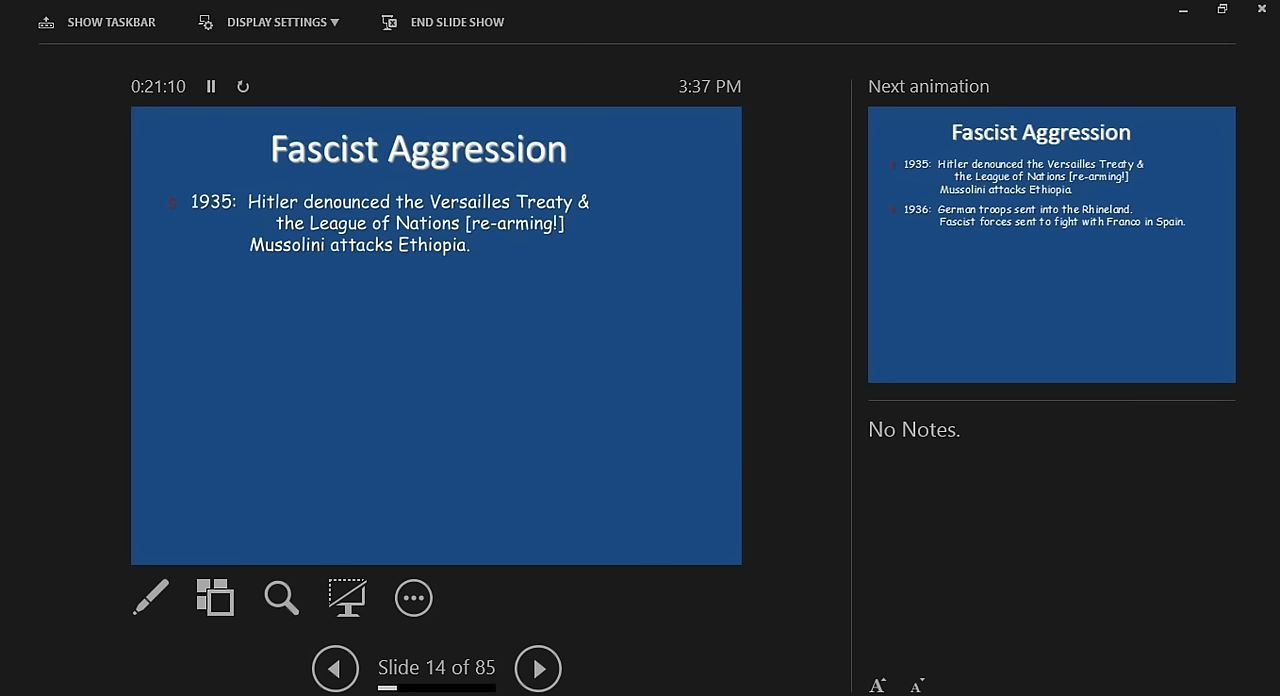 SHOW TASKBAR DISPLAY SETTINGS ▼ END SLIDE SHOW
0:21:10 3:37 PM
Fascist Aggression
s 1935: Hitler denounced the Versailles Treaty &
the League of Nations [re-arming!]
Mussolini attacks Ethiopia.
Slide 14 of 85
Next animation
Fascist Aggression
s 1935: Hitler denounced the Versailles Treaty &
the League of Nations [re-arming!]
Mussolini attacks Ethiopia.
s 1936: German troops sent into the Rhineland.
Fascist forces sent to fight with Franco in Spain.
No Notes.
A A